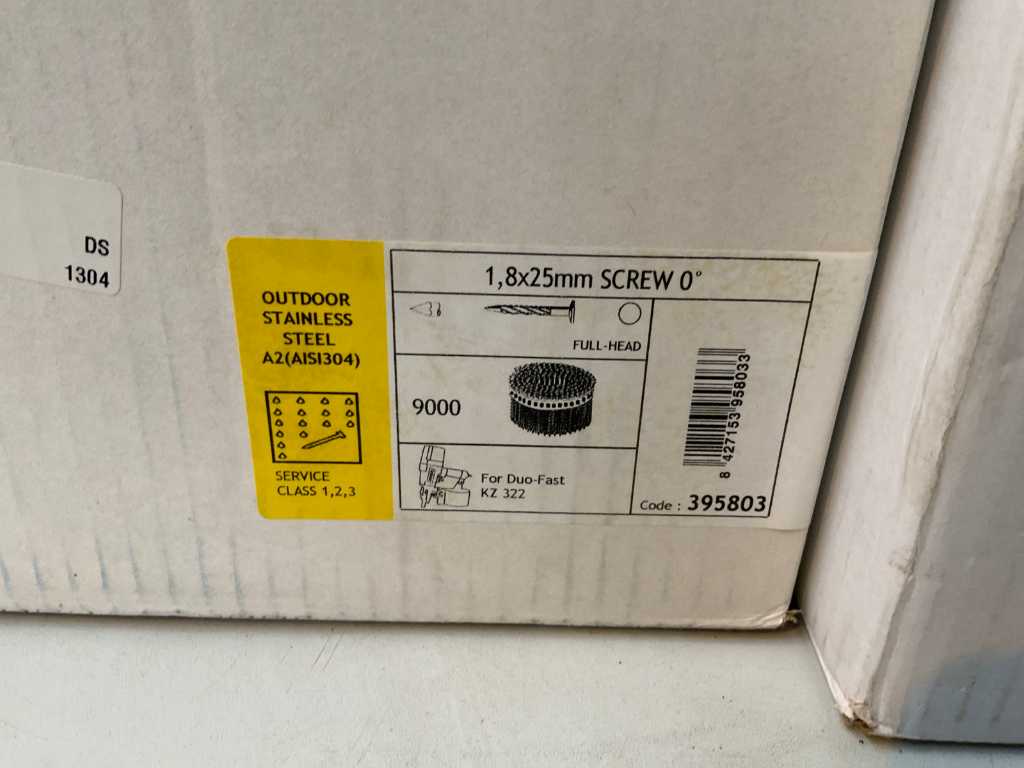 DS
1304
OUTDOOR
STAINLESS
STEEL
A2(AISI304)
SERVICE
CLASS 1,2,3
1,8x25mm SCREW 0°
FULL-HEAD
9000
For Duo-Fast
KZ 322
8 427153 958033
Code : 395803